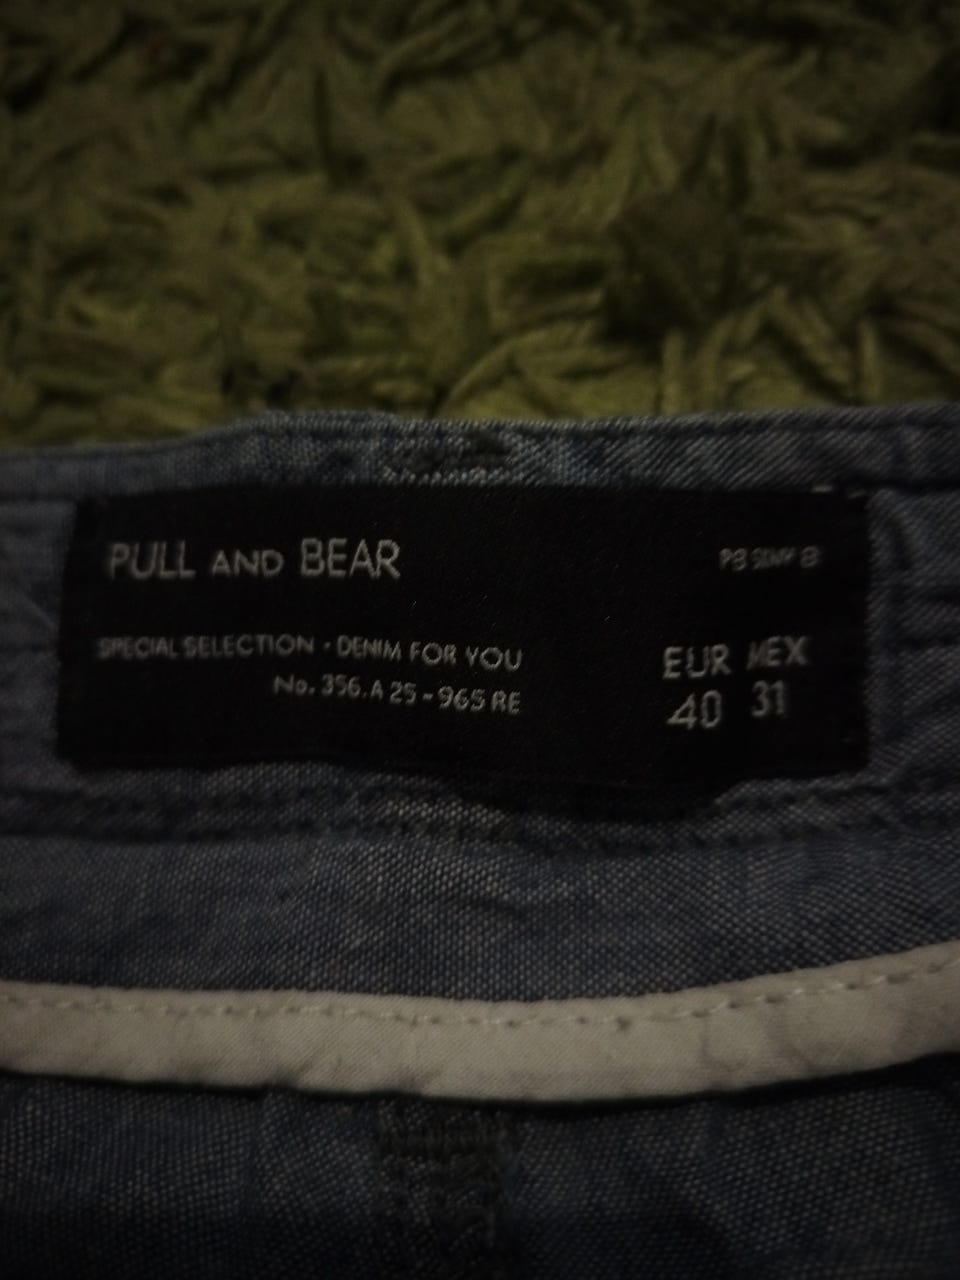 PULL AND BEAR
SPECIAL SELECTION · DENIM FOR YOU
No. 356.A 25-965 RE
EUR MEX
40 31